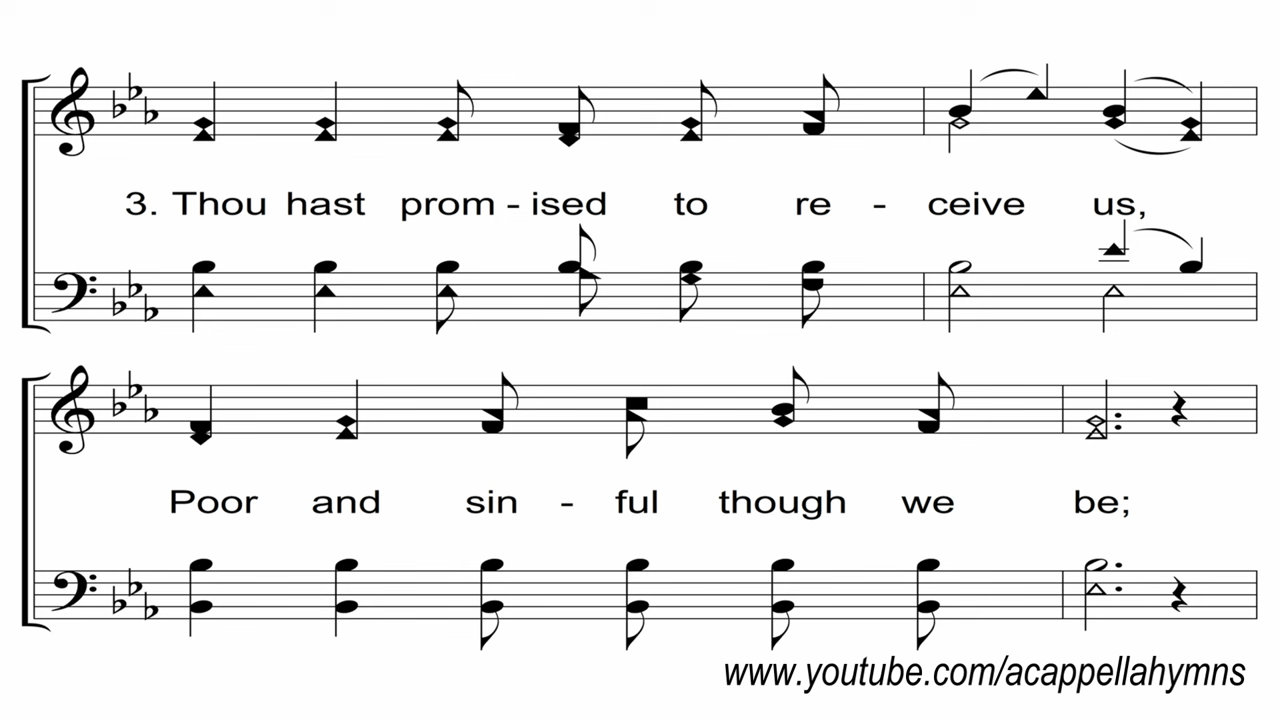 3. Thou hast prom - ised to re - ceive us,
Poor and sin - ful though we be;
www.youtube.com/acappellahymns